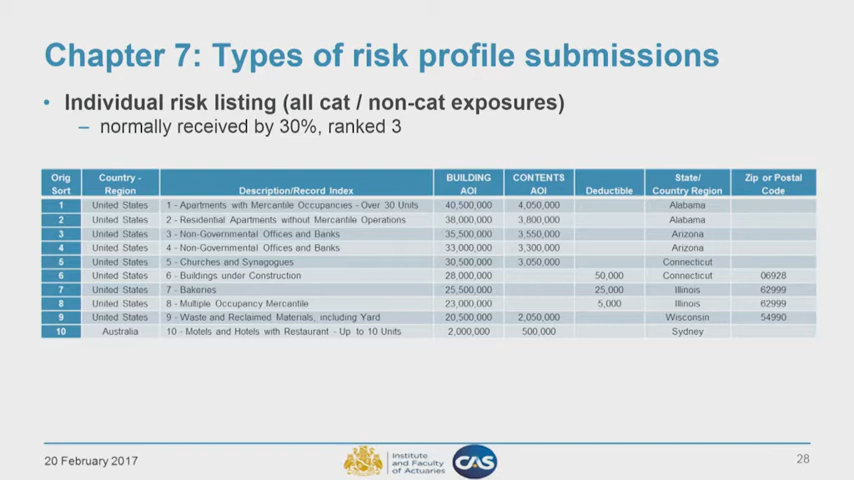 Chapter 7: Types of risk profile submissions
• Individual risk listing (all cat / non-cat exposures)
– normally received by 30%, ranked 3
Orig Sort Country - Region Description/Record Index BUILDING AOI CONTENTS AOI Deductible State/ Country Region Zip or Postal Code
1 United States 1 - Apartments with Mercantile Occupancies - Over 30 Units 40,500,000 4,050,000 Alabama
2 United States 2 - Residential Apartments without Mercantile Operations 38,000,000 3,800,000 Alabama
3 United States 3 - Non-Governmental Offices and Banks 35,500,000 3,550,000 Arizona
4 United States 4 - Non-Governmental Offices and Banks 33,000,000 3,300,000 Arizona
5 United States 5 - Churches and Synagogues 30,500,000 3,050,000 Connecticut
6 United States 6 - Buildings under Construction 28,000,000 50,000 Connecticut 06928
7 United States 7 - Bakeries 25,500,000 25,000 Illinois 62999
8 United States 8 - Multiple Occupancy Mercantile 23,000,000 5,000 Illinois 62999
9 United States 9 - Waste and Reclaimed Materials, including Yard 20,500,000 2,050,000 Wisconsin 54990
10 Australia 10 - Motels and Hotels with Restaurant - Up to 10 Units 2,000,000 500,000 Sydney
20 February 2017
Institute
and Faculty
of Actuaries
CAS
28